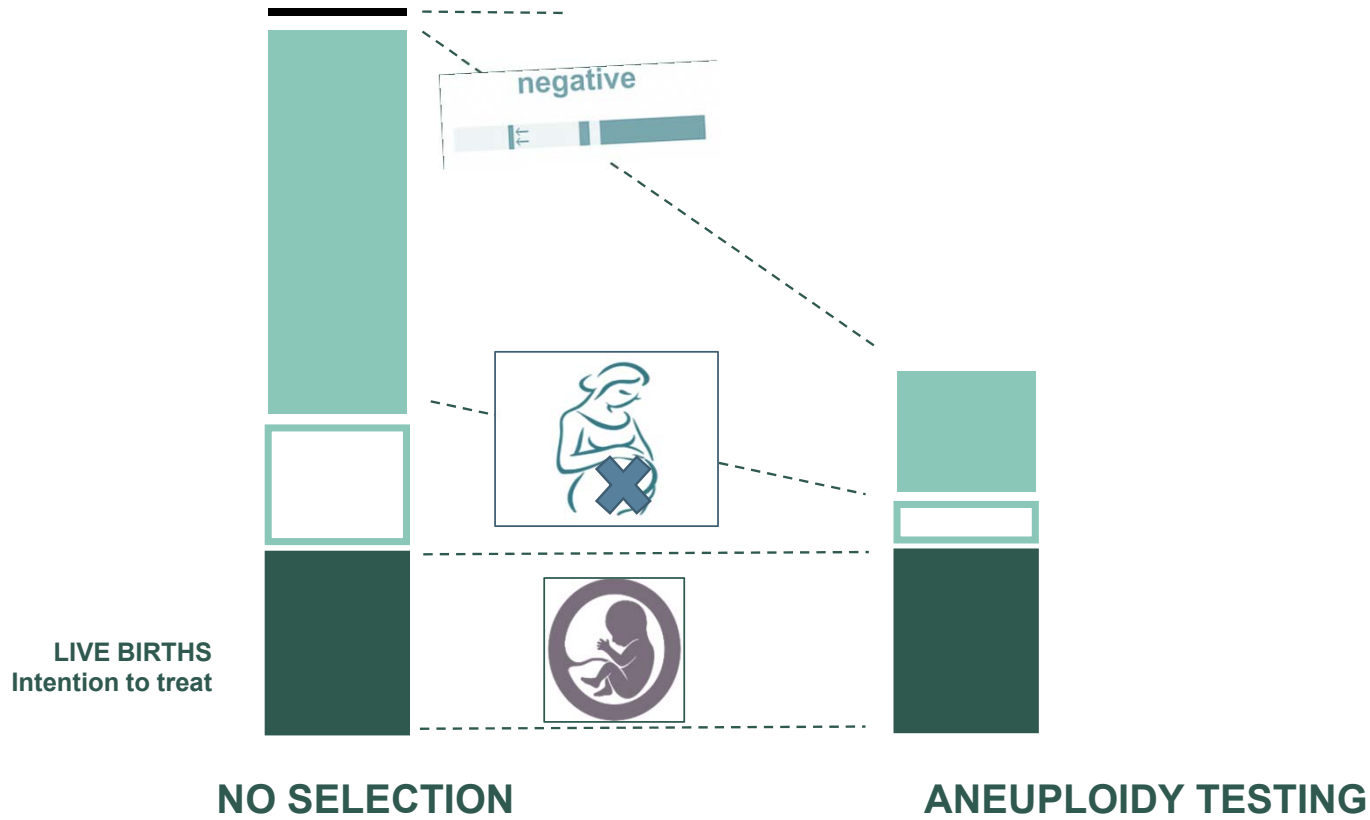 negative
LIVE BIRTHS
Intention to treat
NO SELECTION
ANEUPLOIDY TESTING